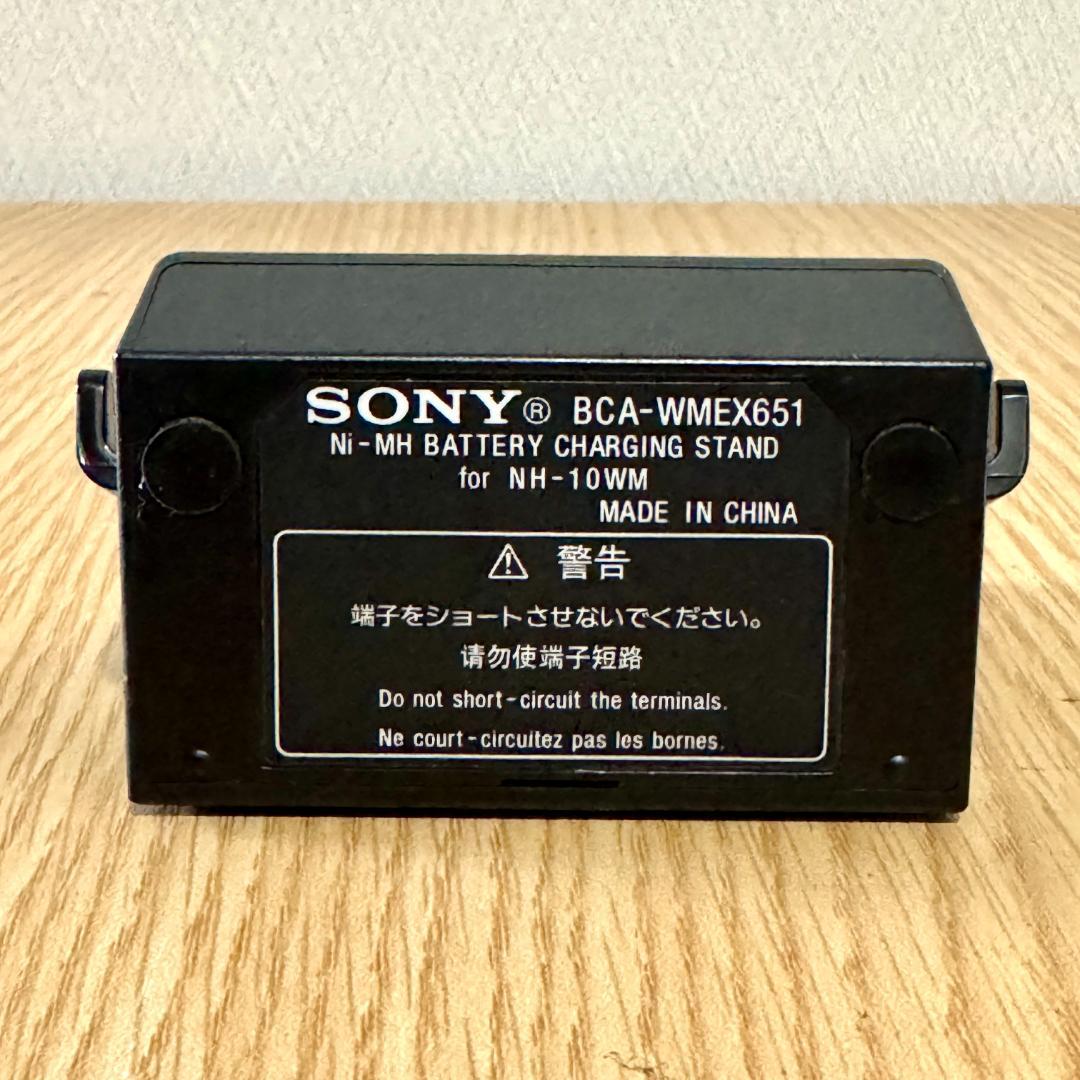 SONY® BCA-WMEX651
Ni-MH BATTERY CHARGING STAND
for NH-10WM
MADE IN CHINA
⚠ 警告
端子をショートさせないでください。
请勿使端子短路
Do not short-circuit the terminals.
Ne court-circuitez pas les bornes.